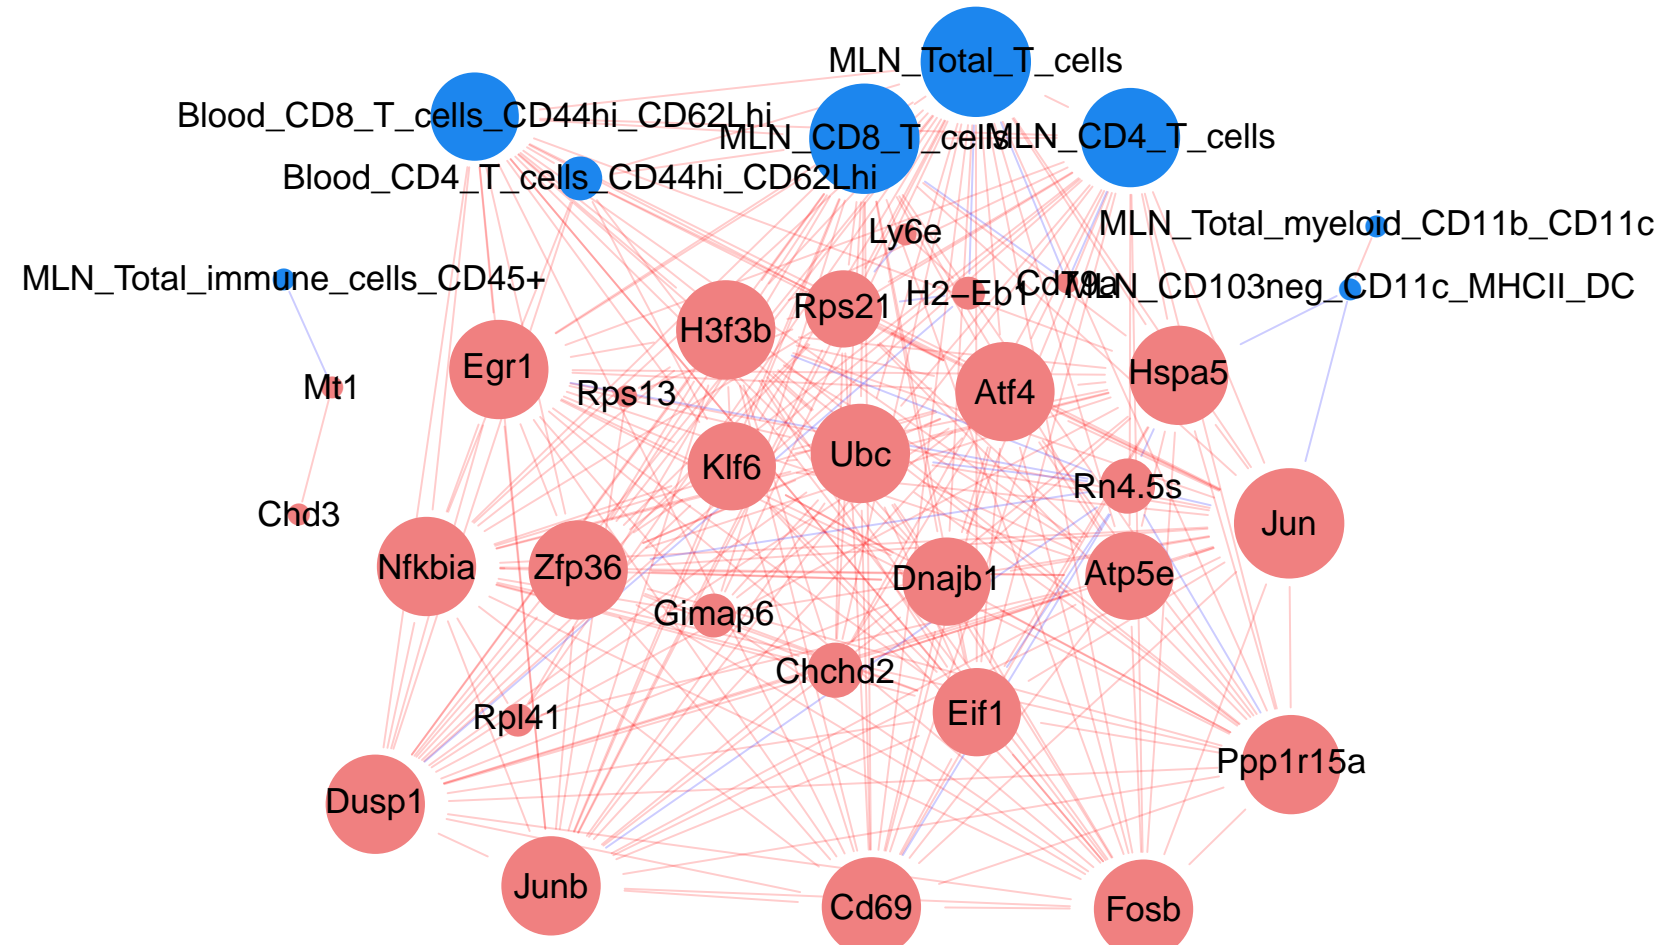 MLN_Total_T_cells
Blood_CD8_T_cells_CD44hi_CD62Lhi
MLN_CD8_T_cells
MLN_CD4_T_cells
Blood_CD4_T_cells_CD44hi_CD62Lhi
Ly6e
MLN_Total_myeloid_CD11b_CD11c
MLN_Total_immune_cells_CD45+
H2−Eb1
Cd79a
MLN_CD103neg_CD11c_MHCII_DC
Rps21
H3f3b
Egr1
Hspa5
Mt1
Rps13
Atf4
Ubc
Klf6
Rn4.5s
Chd3
Jun
Nfkbia
Zfp36
Dnajb1
Atp5e
Gimap6
Chchd2
Rpl41
Eif1
Ppp1r15a
Dusp1
Junb
Cd69
Fosb